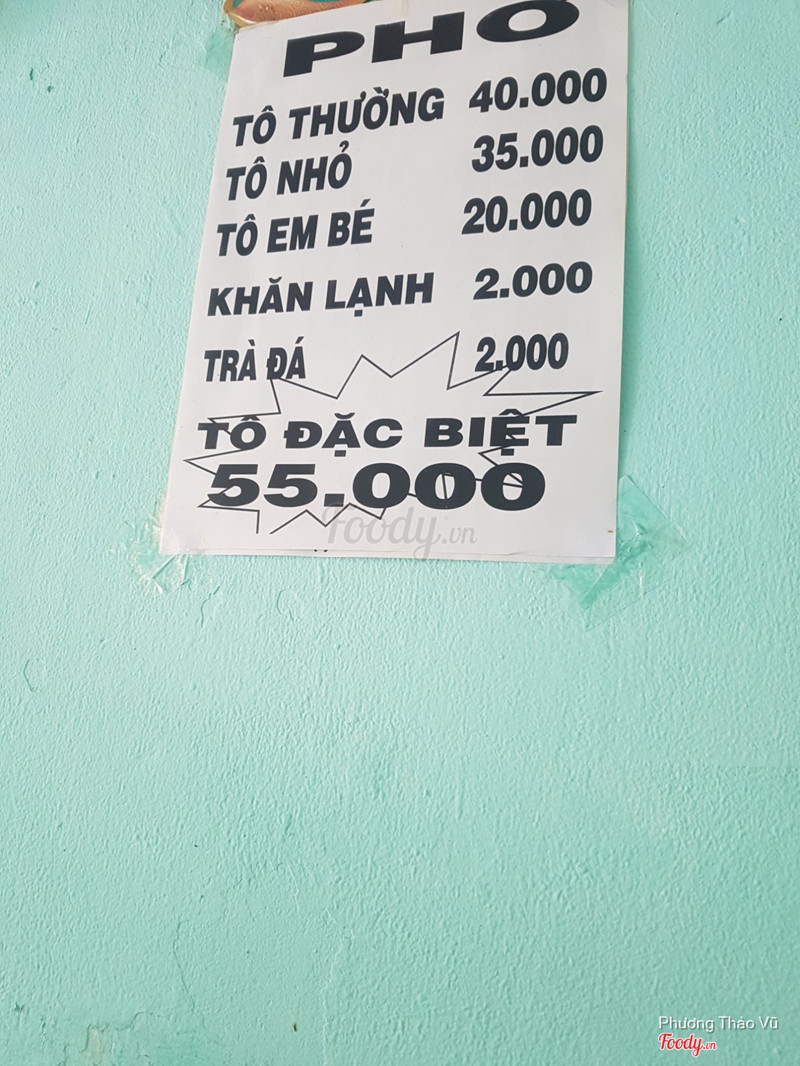 PHO
TÔ THƯỜNG 40.000
TÔ NHỎ 35.000
TÔ EM BÉ 20.000
KHĂN LẠNH 2.000
TRÀ ĐÁ 2.000
TÔ ĐẶC BIỆT
55.000
Foody.vn
Phương Thảo Vũ
Foody.vn